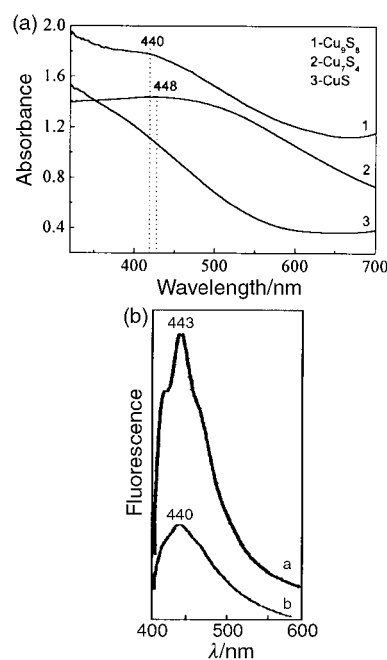 (a)
2.0
1.6
1.2
0.8
0.4
Absorbance
440
448
1-Cu₉S₈
2-Cu₇S₄
3-CuS
1
2
3
400 500 600 700
Wavelength/nm
(b)
443
440
Fluorescence
a
b
400 500 600
λ/nm